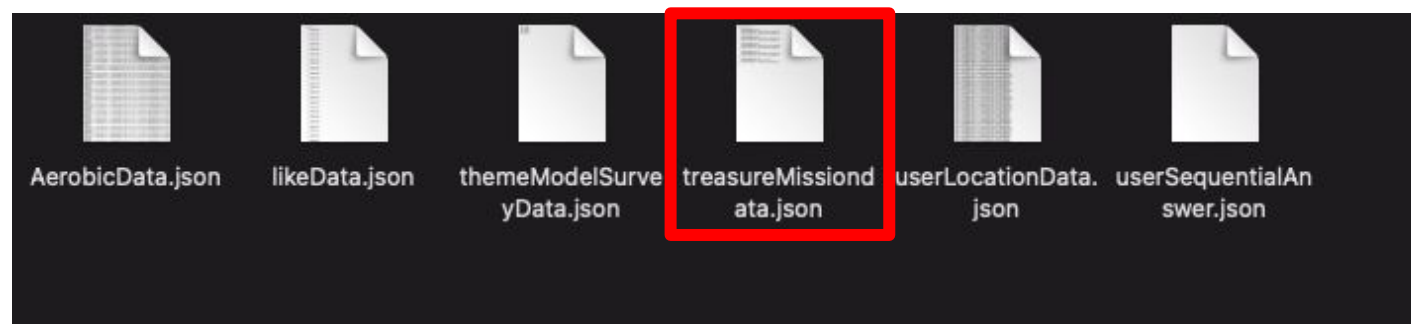 AerobicData.json
likeData.json
themeModelSurve
yData.json
treasureMissiond
ata.json
userLocationData.
json
userSequentialAn
swer.json